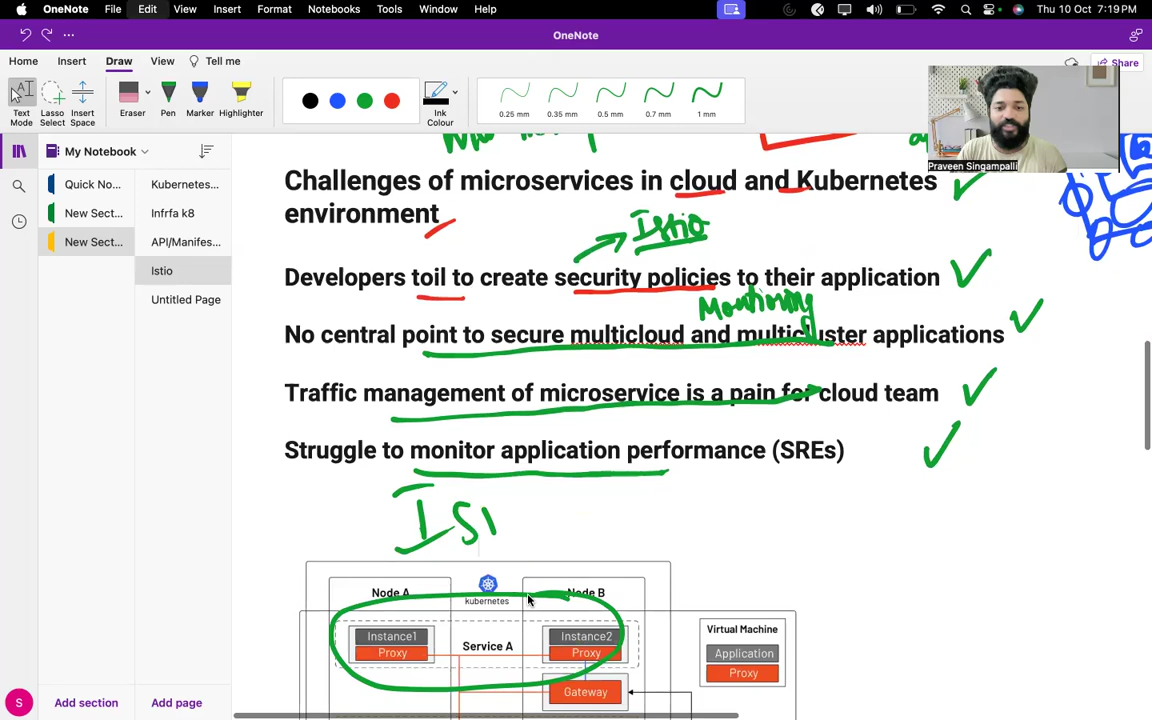 OneNote File Edit View Insert Format Notebooks Tools Window Help Thu 10 Oct 7:19 PM
OneNote
Home Insert Draw View Tell me Share
Text Mode Lasso Select Insert Space Eraser Pen Marker Highlighter Ink Colour 0.25 mm 0.35 mm 0.5 mm 0.7 mm 1 mm
Praveen Singampalli
My Notebook
Quick No...
New Sect...
New Sect...
Kubernetes...
Infrfa k8
API/Manifes...
Istio
Untitled Page
Challenges of microservices in cloud and Kubernetes
environment
Istio
Developers toil to create security policies to their application
Monitoring
No central point to secure multicloud and multicluster applications
Traffic management of microservice is a pain for cloud team
Struggle to monitor application performance (SREs)
ISI
Node A kubernetes Node B
Instance1 Service A Instance2
Proxy Proxy
Gateway
Virtual Machine
Application
Proxy
S Add section Add page